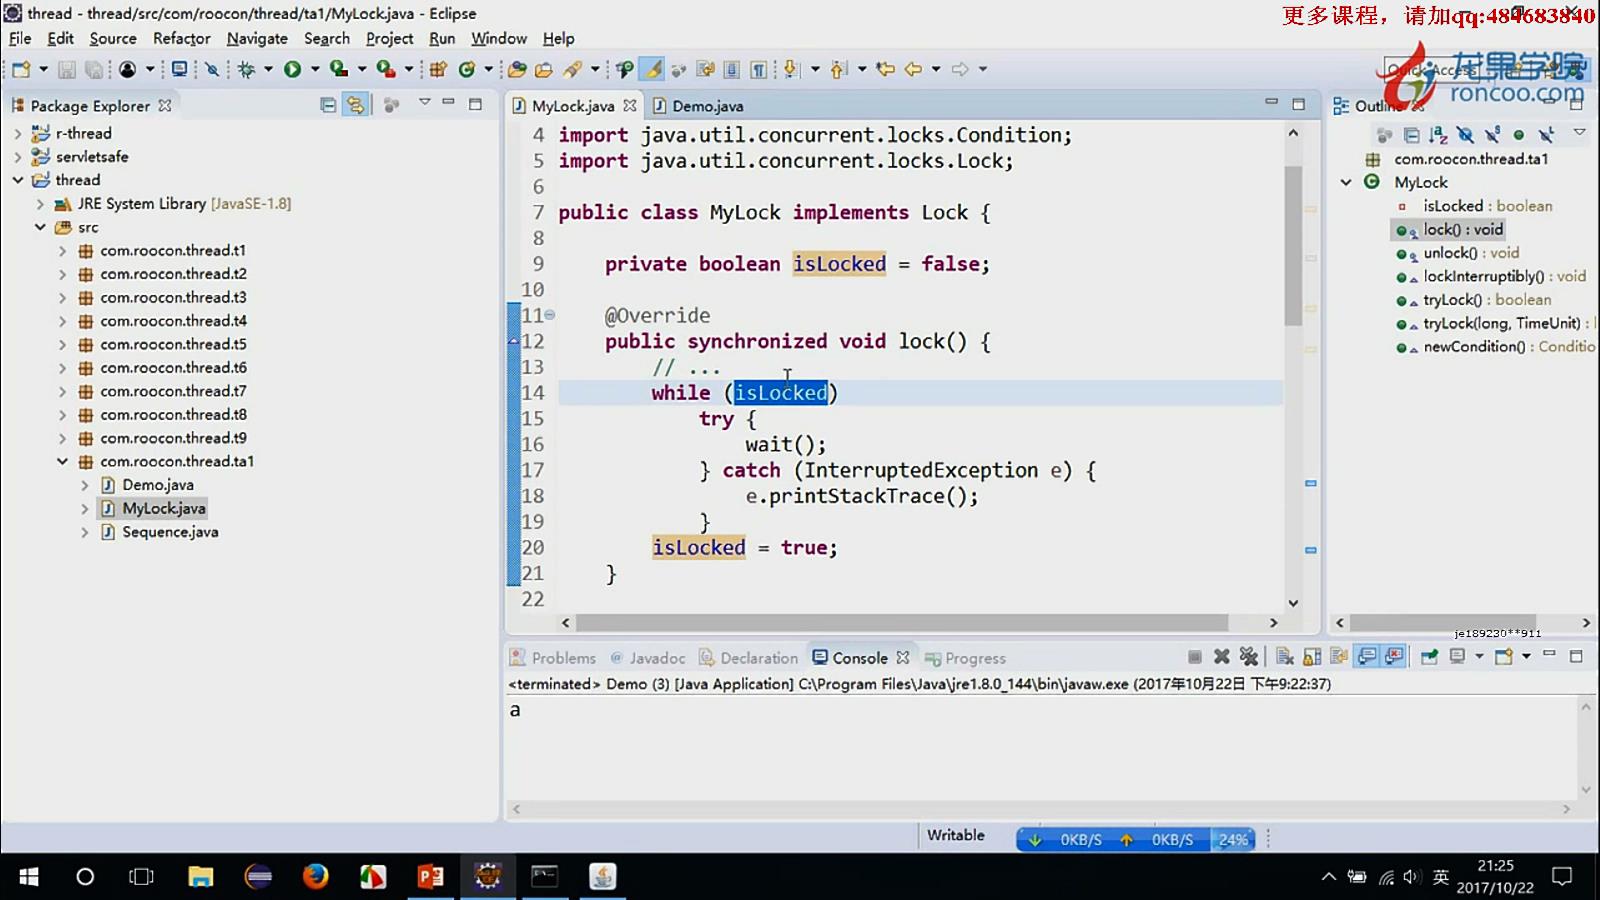 thread - thread/src/com/roocon/thread/ta1/MyLock.java - Eclipse
更多课程，请加qq:484683840
File Edit Source Refactor Navigate Search Project Run Window Help
龙果学院
roncoo.com
Package Explorer
MyLock.java
Demo.java
Outline
r-thread
servletsafe
thread
JRE System Library [JavaSE-1.8]
src
com.roocon.thread.t1
com.roocon.thread.t2
com.roocon.thread.t3
com.roocon.thread.t4
com.roocon.thread.t5
com.roocon.thread.t6
com.roocon.thread.t7
com.roocon.thread.t8
com.roocon.thread.t9
com.roocon.thread.ta1
Demo.java
MyLock.java
Sequence.java
4 import java.util.concurrent.locks.Condition;
5 import java.util.concurrent.locks.Lock;
6
7 public class MyLock implements Lock {
8
9 private boolean isLocked = false;
10
11 @Override
12 public synchronized void lock() {
13 // ...
14 while (isLocked)
15 try {
16 wait();
17 } catch (InterruptedException e) {
18 e.printStackTrace();
19 }
20 isLocked = true;
21 }
22
com.roocon.thread.ta1
MyLock
isLocked : boolean
lock() : void
unlock() : void
lockInterruptibly() : void
tryLock() : boolean
tryLock(long, TimeUnit) :
newCondition() : Conditio
je189230**911
Problems @ Javadoc Declaration Console Progress
<terminated> Demo (3) [Java Application] C:\Program Files\Java\jre1.8.0_144\bin\javaw.exe (2017年10月22日 下午9:22:37)
a
Writable
0KB/S 0KB/S 24%
英
21:25
2017/10/22